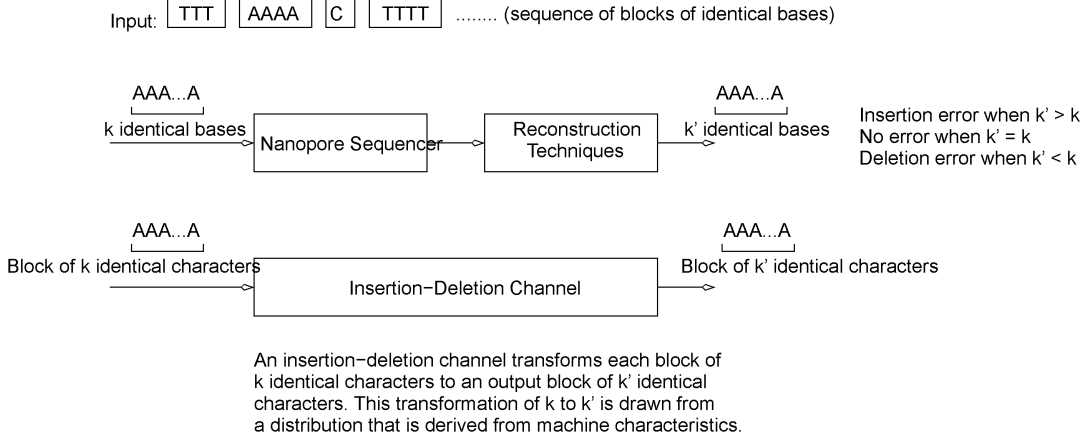 Input: TTT AAAA C TTTT ........ (sequence of blocks of identical bases)
AAA...A
k identical bases
Nanopore Sequencer
Reconstruction
Techniques
AAA...A
k' identical bases
Insertion error when k' > k
No error when k' = k
Deletion error when k' < k
AAA...A
Block of k identical characters
Insertion−Deletion Channel
AAA...A
Block of k' identical characters
An insertion−deletion channel transforms each block of
k identical characters to an output block of k' identical
characters. This transformation of k to k' is drawn from
a distribution that is derived from machine characteristics.